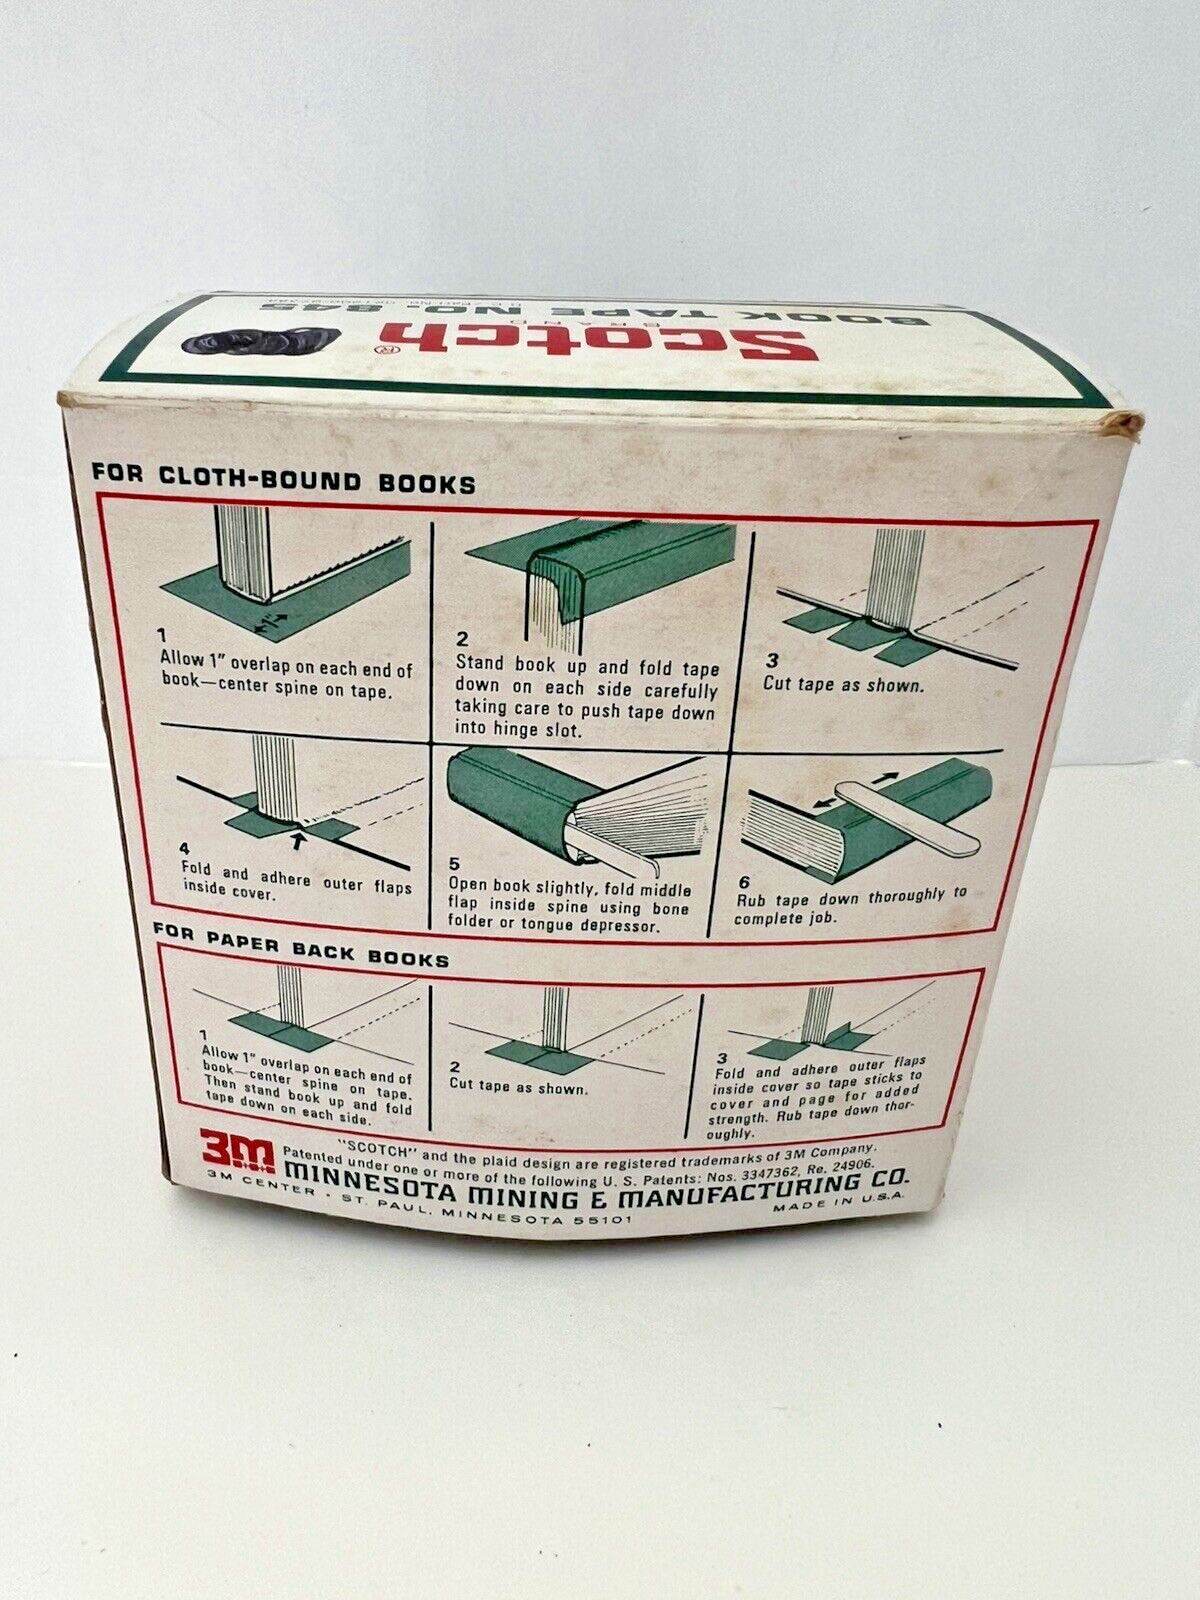 Scotch®
BRAND
BOOK TAPE NO. 845
FOR CLOTH-BOUND BOOKS
1"
1
Allow 1" overlap on each end of
book—center spine on tape.
2
Stand book up and fold tape
down on each side carefully
taking care to push tape down
into hinge slot.
3
Cut tape as shown.
4
Fold and adhere outer flaps
inside cover.
5
Open book slightly, fold middle
flap inside spine using bone
folder or tongue depressor.
6
Rub tape down thoroughly to
complete job.
FOR PAPER BACK BOOKS
1
Allow 1" overlap on each end of
book—center spine on tape.
Then stand book up and fold
tape down on each side.
2
Cut tape as shown.
3
Fold and adhere outer flaps
inside cover so tape sticks to
cover and page for added
strength. Rub tape down thor-
oughly.
3M
"SCOTCH" and the plaid design are registered trademarks of 3M Company.
Patented under one or more of the following U. S. Patents: Nos. 3347362, Re. 24906.
MINNESOTA MINING & MANUFACTURING CO.
3M CENTER · ST. PAUL, MINNESOTA 55101
MADE IN U.S.A.